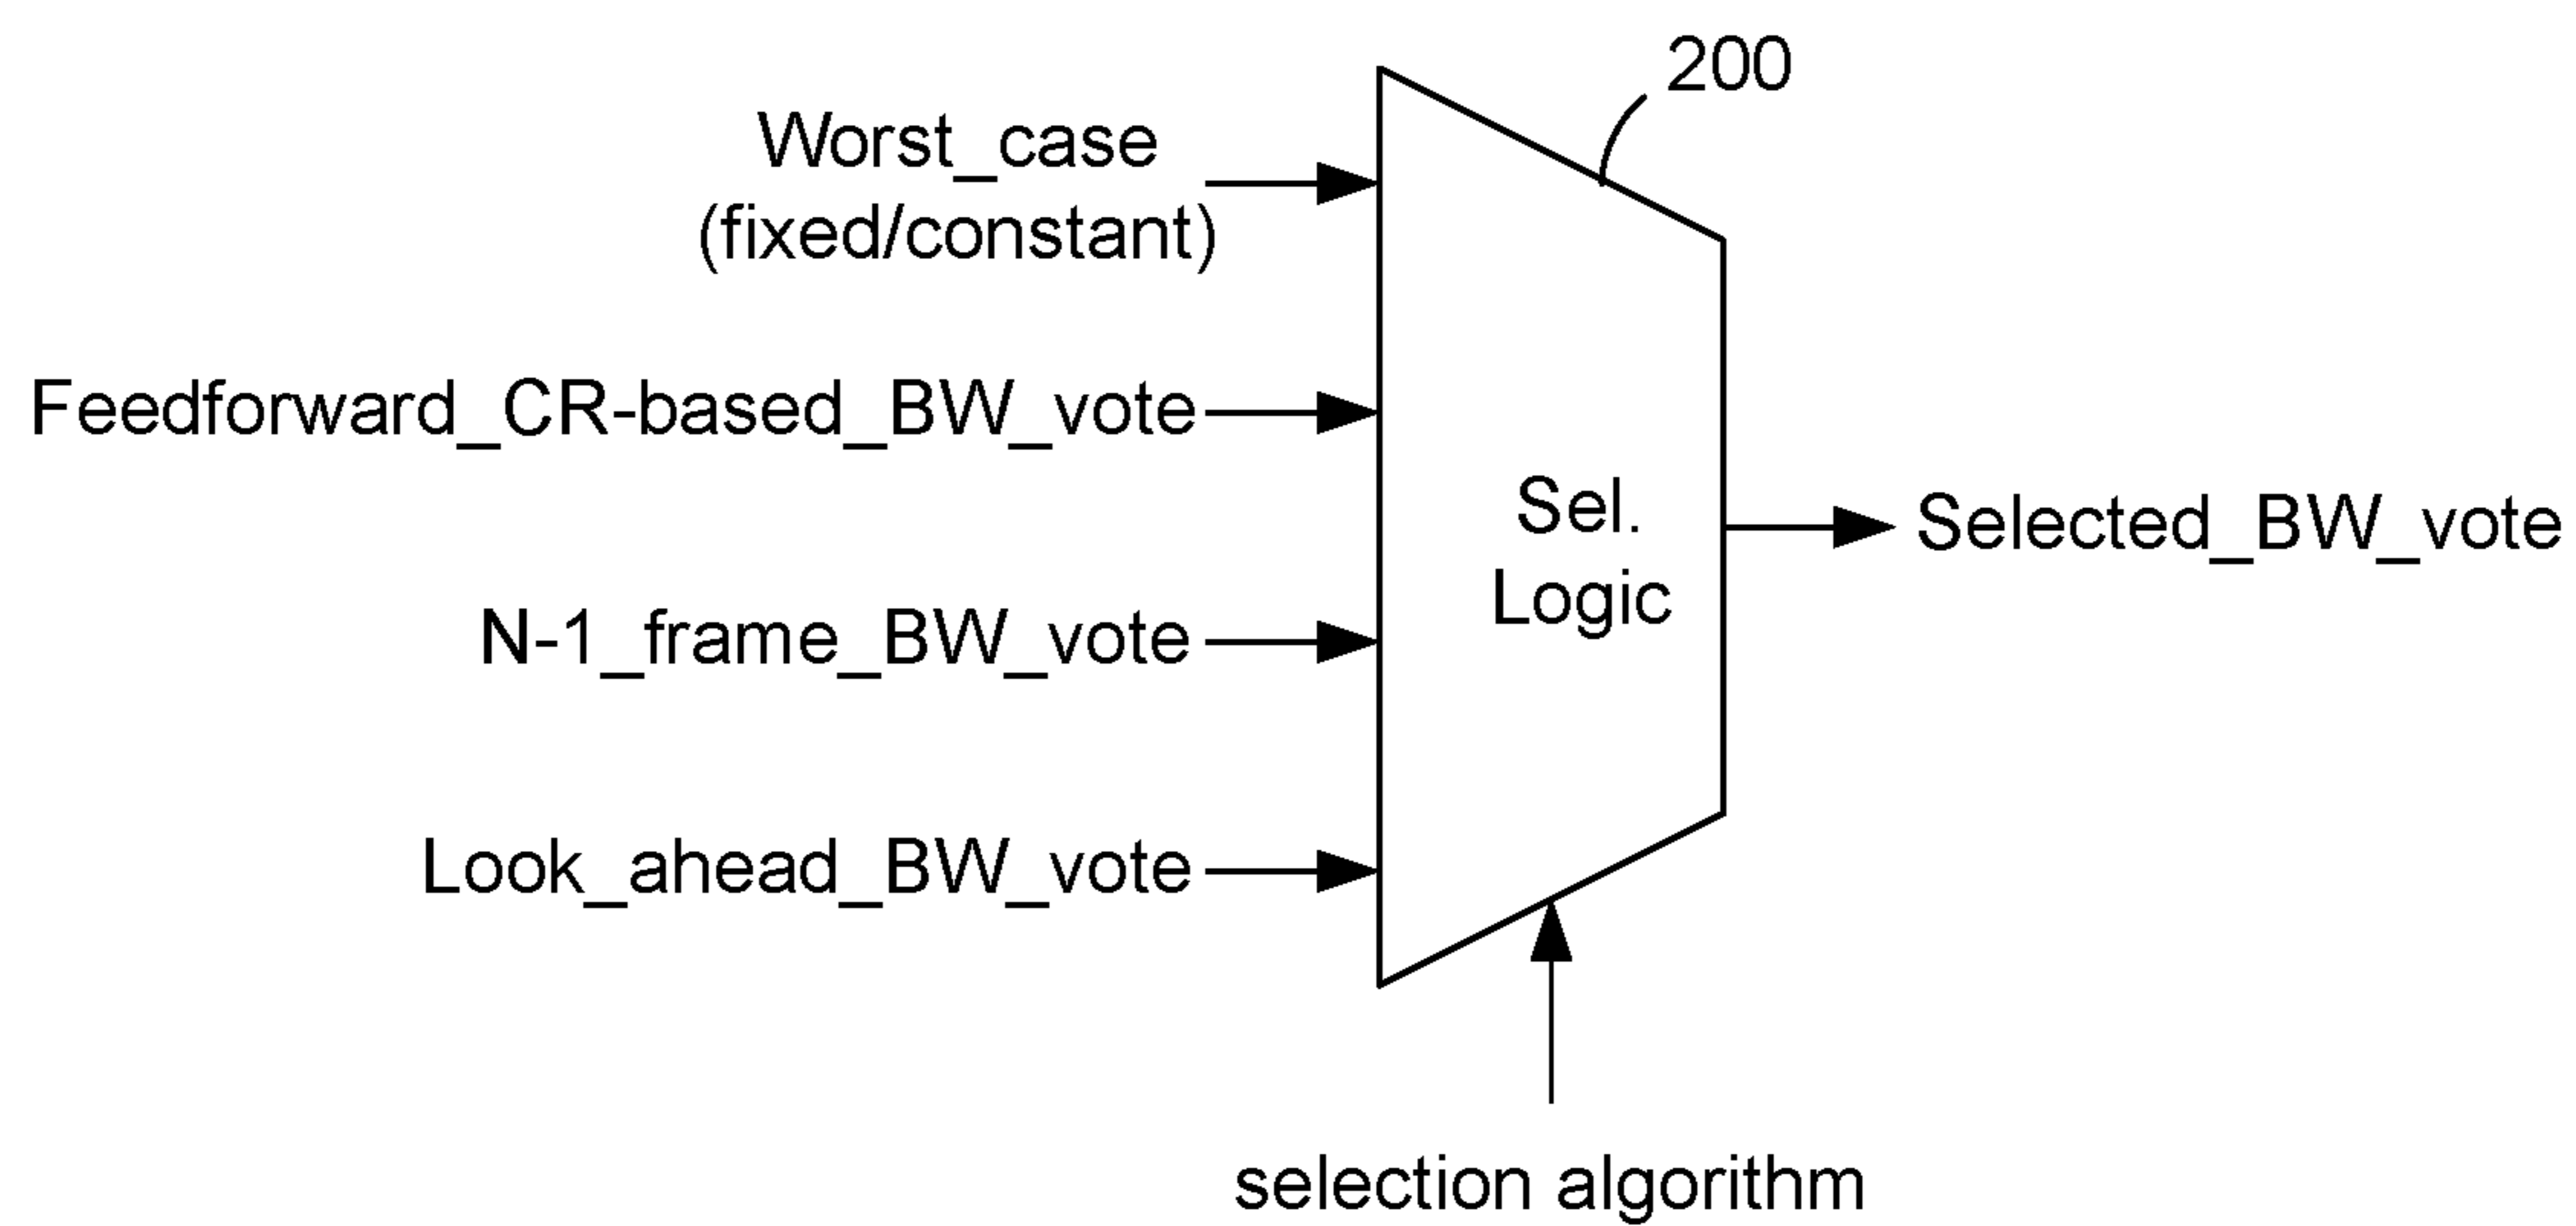 200
Worst_case
(fixed/constant)
Feedforward_CR-based_BW_vote
Sel.
Logic
Selected_BW_vote
N-1_frame_BW_vote
Look_ahead_BW_vote
selection algorithm